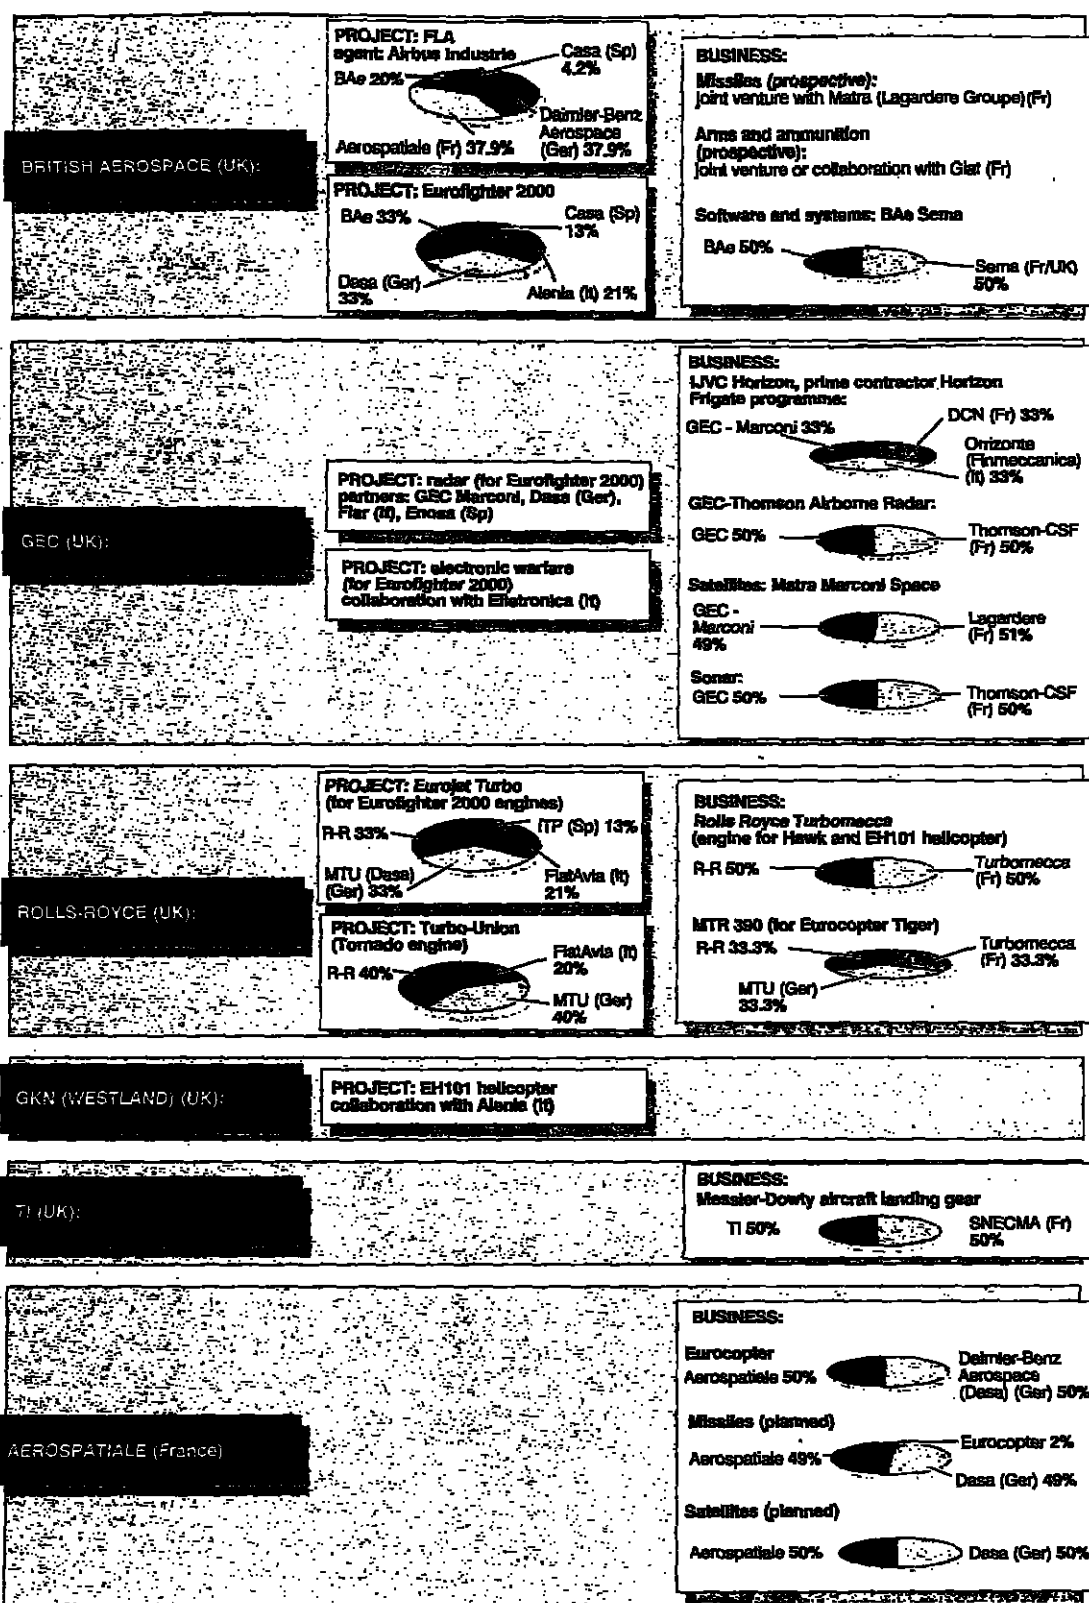 BRITISH AEROSPACE (UK):
PROJECT: FLA
agent: Airbus Industrie
BAe 20%
Casa (Sp)
4.2%
Aerospatiale (Fr) 37.9%
Daimler-Benz
Aerospace
(Ger) 37.9%
PROJECT: Eurofighter 2000
BAe 33%
Casa (Sp)
13%
Dasa (Ger)
33%
Alenia (It) 21%
BUSINESS:
Missiles (prospective):
joint venture with Matra (Lagardere Groupe)(Fr)
Arms and ammunition
(prospective):
joint venture or collaboration with Giat (Fr)
Software and systems: BAe Sema
BAe 50%
Sema (Fr/UK)
50%
GEC (UK):
PROJECT: radar (for Eurofighter 2000)
partners: GEC Marconi, Dasa (Ger),
Fiar (It), Enosa (Sp)
PROJECT: electronic warfare
(for Eurofighter 2000)
collaboration with Elletronica (It)
BUSINESS:
IJVC Horizon, prime contractor Horizon
Frigate programme:
GEC - Marconi 33%
DCN (Fr) 33%
Orrizonte
(Finmeccanica)
(It) 33%
GEC-Thomson Airborne Radar:
GEC 50%
Thomson-CSF
(Fr) 50%
Satellites: Matra Marconi Space
GEC -
Marconi
49%
Lagardere
(Fr) 51%
Sonar:
GEC 50%
Thomson-CSF
(Fr) 50%
ROLLS-ROYCE (UK):
PROJECT: Eurojet Turbo
(for Eurofighter 2000 engines)
R-R 33%
ITP (Sp) 13%
MTU (Dasa)
(Ger) 33%
FiatAvia (It)
21%
PROJECT: Turbo-Union
(Tornado engine)
R-R 40%
FiatAvia (It)
20%
MTU (Ger)
40%
BUSINESS:
Rolls Royce Turbomecca
(engine for Hawk and EH101 helicopter)
R-R 50%
Turbomecca
(Fr) 50%
MTR 390 (for Eurocopter Tiger)
R-R 33.3%
Turbomecca
(Fr) 33.3%
MTU (Ger)
33.3%
GKN (WESTLAND) (UK):
PROJECT: EH101 helicopter
collaboration with Alenia (It)
TI (UK):
BUSINESS:
Messier-Dowty aircraft landing gear
TI 50%
SNECMA (Fr)
50%
AEROSPATIALE (France)
BUSINESS:
Eurocopter
Aerospatiale 50%
Daimler-Benz
Aerospace
(Dasa) (Ger) 50%
Missiles (planned)
Aerospatiale 49%
Eurocopter 2%
Dasa (Ger) 49%
Satellites (planned)
Aerospatiale 50%
Dasa (Ger) 50%